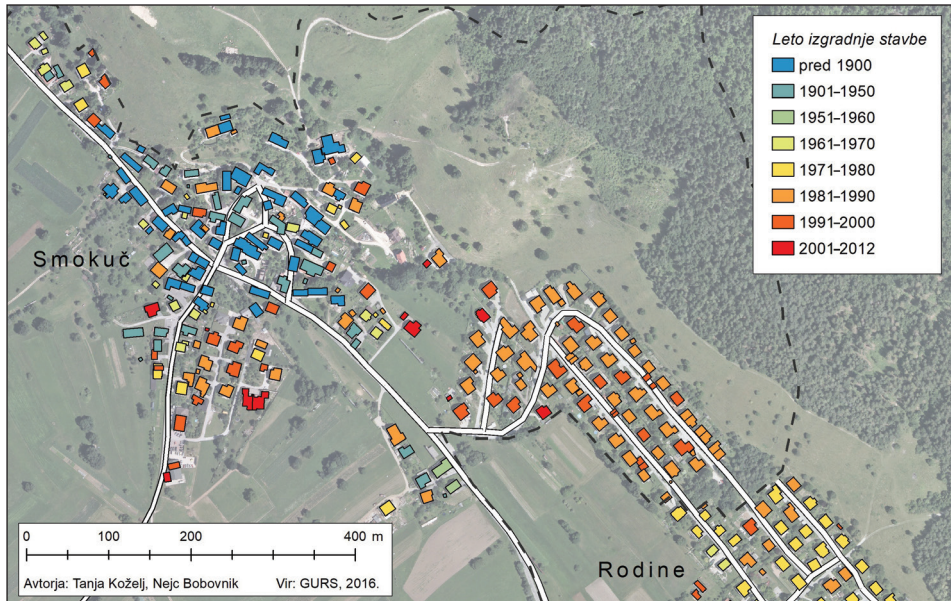 Leto izgradnje stavbe
pred 1900
1901–1950
1951–1960
1961–1970
1971–1980
1981–1990
1991–2000
2001–2012
Smokuč
Rodine
0 100 200 400 m
Avtorja: Tanja Koželj, Nejc Bobovnik Vir: GURS, 2016.